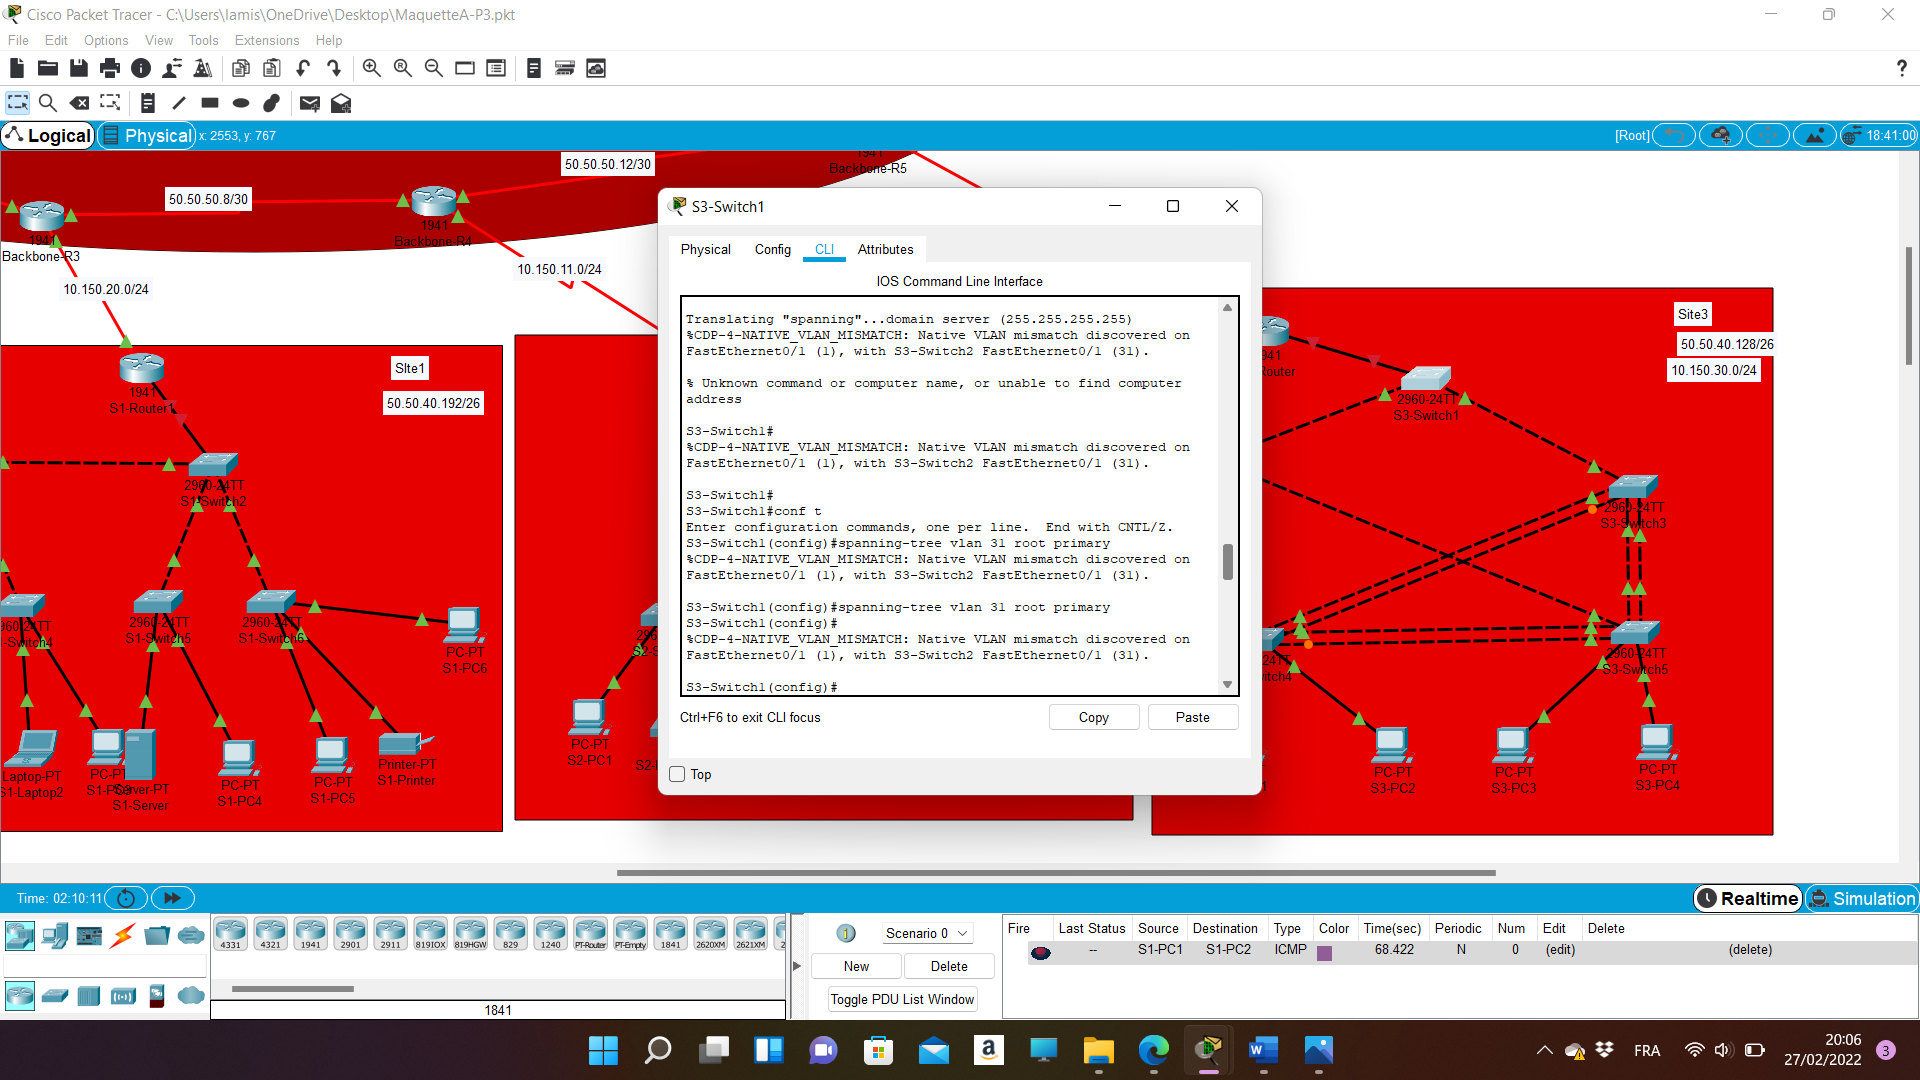 Cisco Packet Tracer - C:\Users\lamis\OneDrive\Desktop\MaquetteA-P3.pkt
File Edit Options View Tools Extensions Help
?
Logical Physical x: 2553, y: 767
[Root] 18:41:00
50.50.50.12/30
1941
Backbone-R5
50.50.50.8/30
1941
Backbone-R3
1941
Backbone-R4
10.150.11.0/24
10.150.20.0/24
1941
S1-Router1
SIte1
50.50.40.192/26
2960-24TT
S1-Switch2
960-24TT
-Switch4
2960-24TT
S1-Switch5
2960-24TT
S1-Switch6
PC-PT
S1-PC6
Laptop-PT
S1-Laptop2
Server-PT
S1-Server
PC-PT
S1-PC4
PC-PT
S1-PC5
Printer-PT
S1-Printer
PC-PT
S2-PC1
S3-Switch1
Physical Config CLI Attributes
IOS Command Line Interface
Translating "spanning"...domain server (255.255.255.255)
%CDP-4-NATIVE_VLAN_MISMATCH: Native VLAN mismatch discovered on
FastEthernet0/1 (1), with S3-Switch2 FastEthernet0/1 (31).
% Unknown command or computer name, or unable to find computer
address
S3-Switch1#
%CDP-4-NATIVE_VLAN_MISMATCH: Native VLAN mismatch discovered on
FastEthernet0/1 (1), with S3-Switch2 FastEthernet0/1 (31).
S3-Switch1#
S3-Switch1#conf t
Enter configuration commands, one per line.  End with CNTL/Z.
S3-Switch1(config)#spanning-tree vlan 31 root primary
%CDP-4-NATIVE_VLAN_MISMATCH: Native VLAN mismatch discovered on
FastEthernet0/1 (1), with S3-Switch2 FastEthernet0/1 (31).
S3-Switch1(config)#spanning-tree vlan 31 root primary
S3-Switch1(config)#
%CDP-4-NATIVE_VLAN_MISMATCH: Native VLAN mismatch discovered on
FastEthernet0/1 (1), with S3-Switch2 FastEthernet0/1 (31).
S3-Switch1(config)#
Ctrl+F6 to exit CLI focus
Copy Paste
Top
Site3
50.50.40.128/26
10.150.30.0/24
941
outer
2960-24TT
S3-Switch1
2960-24TT
S3-Switch3
2960-24TT
S3-Switch5
24TT
witch4
PC-PT
S3-PC2
PC-PT
S3-PC3
PC-PT
S3-PC4
Time: 02:10:11
Realtime Simulation
4331 4321 1941 2901 2911 819IOX 819HGW 829 1240 PT-Router PT-Empty 1841 2620XM 2621XM 2
1841
Scenario 0
New Delete
Toggle PDU List Window
Fire Last Status Source Destination Type Color Time(sec) Periodic Num Edit Delete
-- S1-PC1 S1-PC2 ICMP 68.422 N 0 (edit) (delete)
FRA
20:06
27/02/2022
3